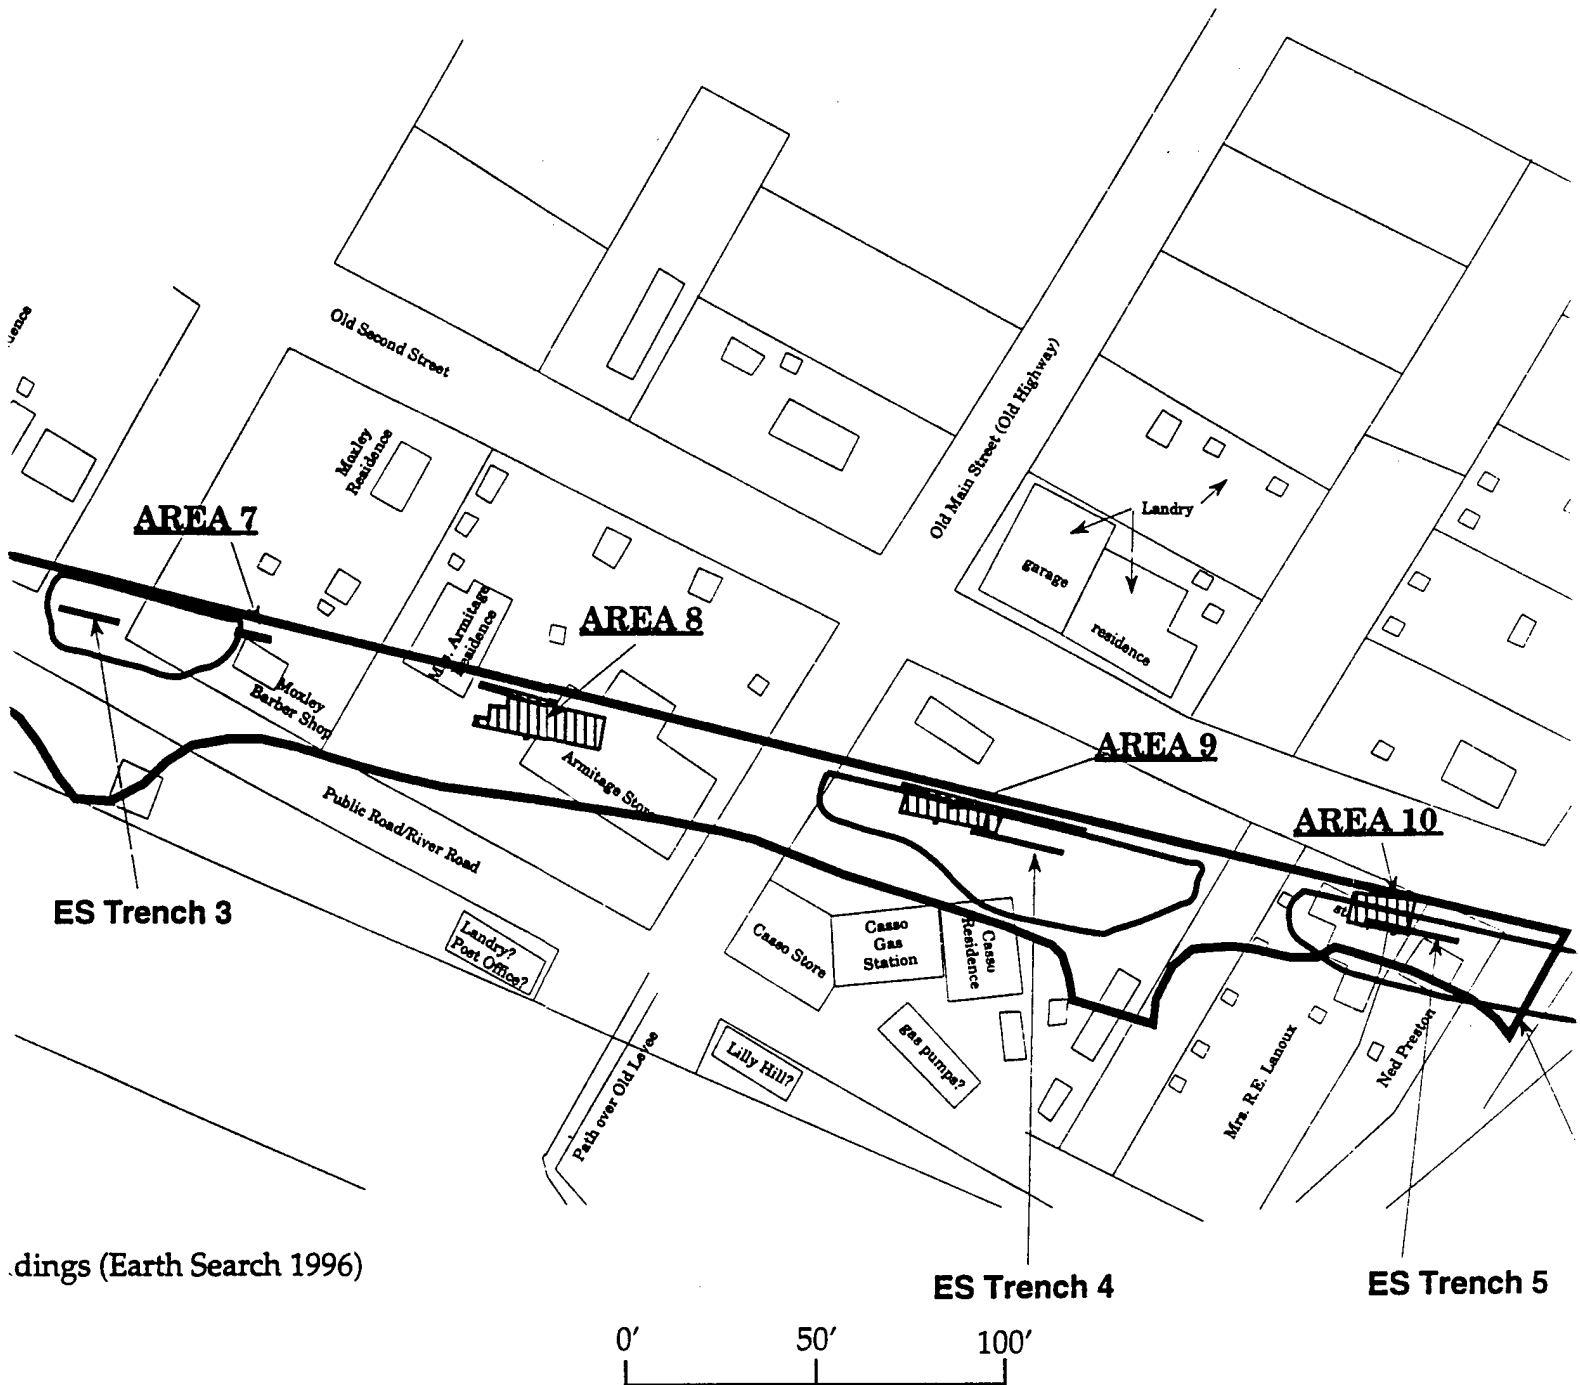 Old Second Street
Old Main Street (Old Highway)
Moxley
Residence
AREA 7
Landry
garage
residence
Armitage
AREA 8
Moxley
Barber Shop
Armitage
AREA 9
Public Road/River Road
AREA 10
ES Trench 3
Landry?
Post Office?
Casso Store
Casso
Gas
Station
Casso
Residence
gas pumps?
Lilly Hill?
Path over Old Levee
Mrs. R.E. Lanoux
Ned Preston
(Earth Search 1996)
ES Trench 4
ES Trench 5
0' 50' 100'